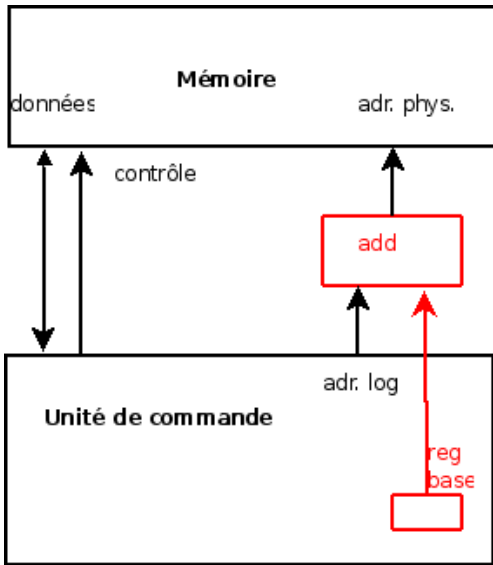 Mémoire
données
adr. phys.
contrôle
add
adr. log
Unité de commande
reg
base